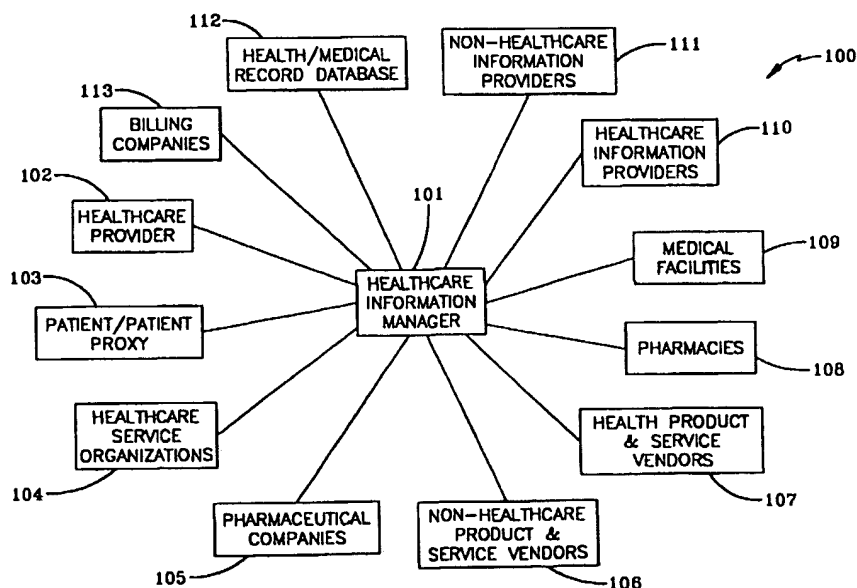 112
HEALTH/MEDICAL
RECORD DATABASE
NON-HEALTHCARE
INFORMATION
PROVIDERS
111
100
113
BILLING
COMPANIES
HEALTHCARE
INFORMATION
PROVIDERS
110
102
HEALTHCARE
PROVIDER
101
HEALTHCARE
INFORMATION
MANAGER
MEDICAL
FACILITIES
109
103
PATIENT/PATIENT
PROXY
PHARMACIES
108
HEALTHCARE
SERVICE
ORGANIZATIONS
104
HEALTH PRODUCT
& SERVICE
VENDORS
107
PHARMACEUTICAL
COMPANIES
105
NON-HEALTHCARE
PRODUCT &
SERVICE VENDORS
106